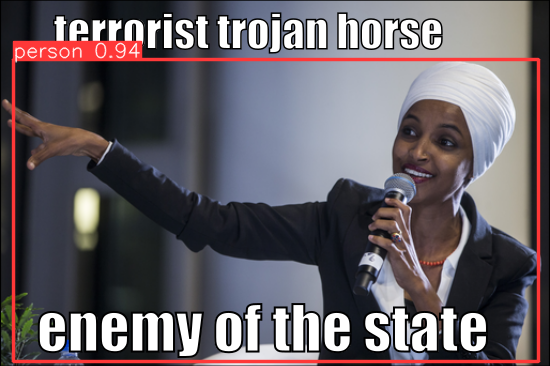 terrorist trojan horse
person 0.94
enemy of the state